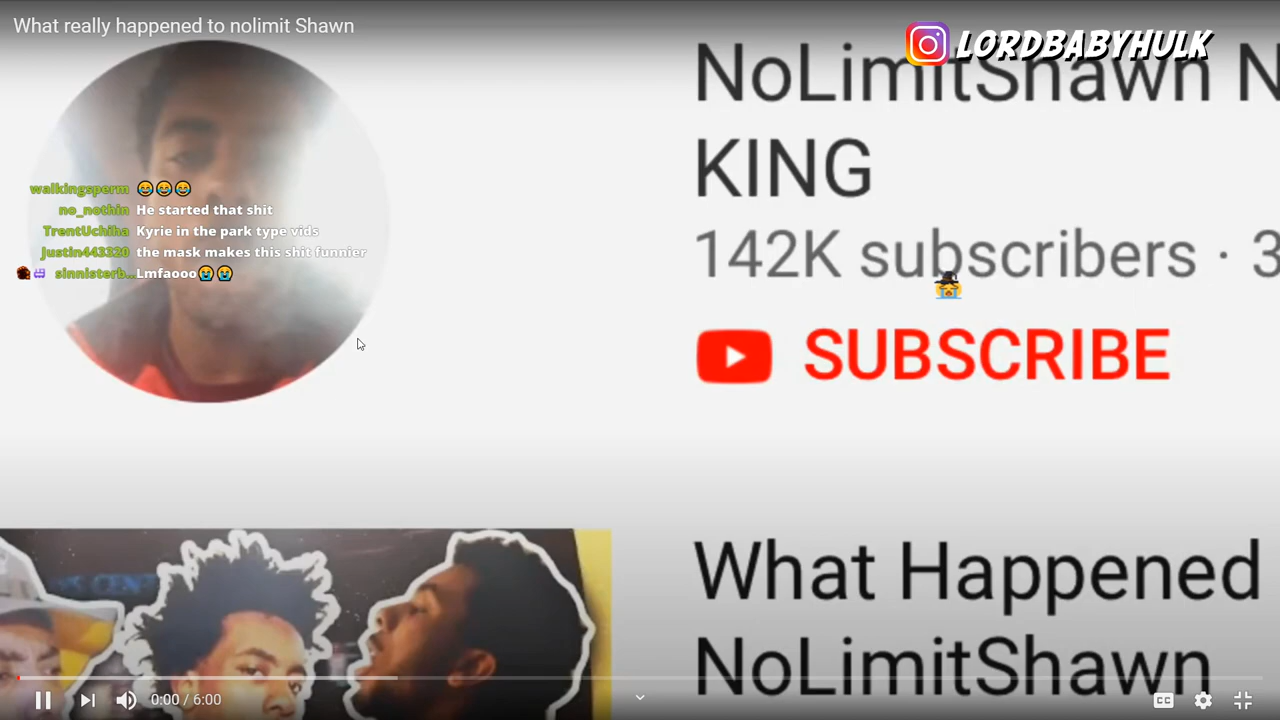 What really happened to nolimit Shawn
LORDBABYHULK
NoLimitShawn N
KING
142K subscribers · 3
SUBSCRIBE
walkingsperm 😂😂😂
no_nothin He started that shit
TrentUchiha Kyrie in the park type vids
Justin443320 the mask makes this shit funnier
sinnisterb... Lmfaooo😭😭
What Happened
NoLimitShawn
0:00 / 6:00
CC